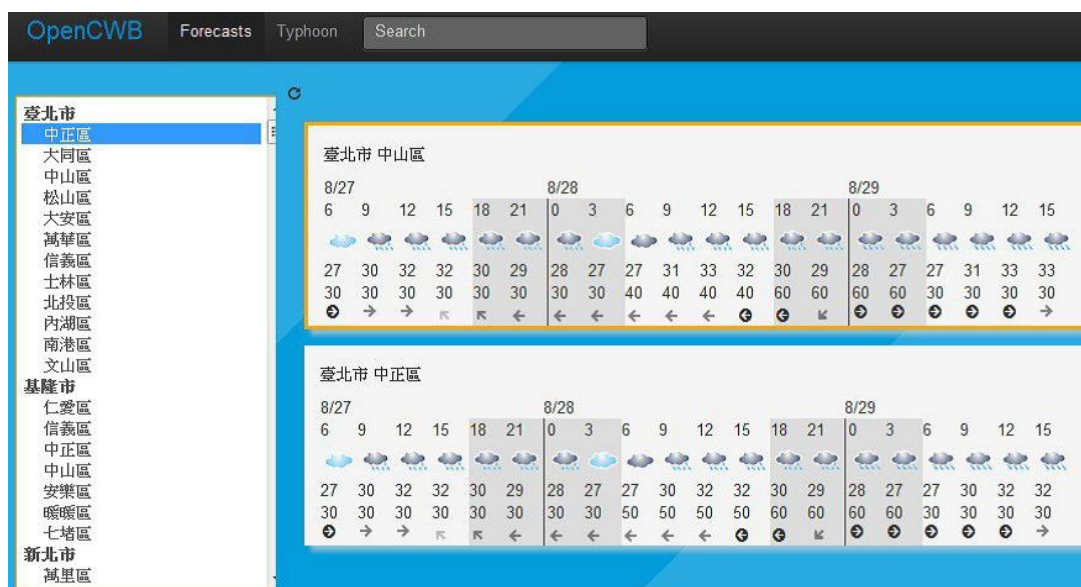 OpenCWB Forecasts Typhoon Search
臺北市
中正區
大同區
中山區
松山區
大安區
萬華區
信義區
士林區
北投區
內湖區
南港區
文山區
基隆市
仁愛區
信義區
中正區
中山區
安樂區
暖暖區
七堵區
新北市
萬里區
臺北市 中山區
8/27 8/28 8/29
6 9 12 15 18 21 0 3 6 9 12 15 18 21 0 3 6 9 12 15
27 30 32 32 30 29 28 27 27 31 33 32 30 29 28 27 27 31 33 33
30 30 30 30 30 30 30 30 40 40 40 40 60 60 60 60 30 30 30 30
臺北市 中正區
8/27 8/28 8/29
6 9 12 15 18 21 0 3 6 9 12 15 18 21 0 3 6 9 12 15
27 30 32 32 30 29 28 27 27 30 32 32 30 29 28 27 27 30 32 32
30 30 30 30 30 30 30 30 50 50 50 50 60 60 60 60 30 30 30 30